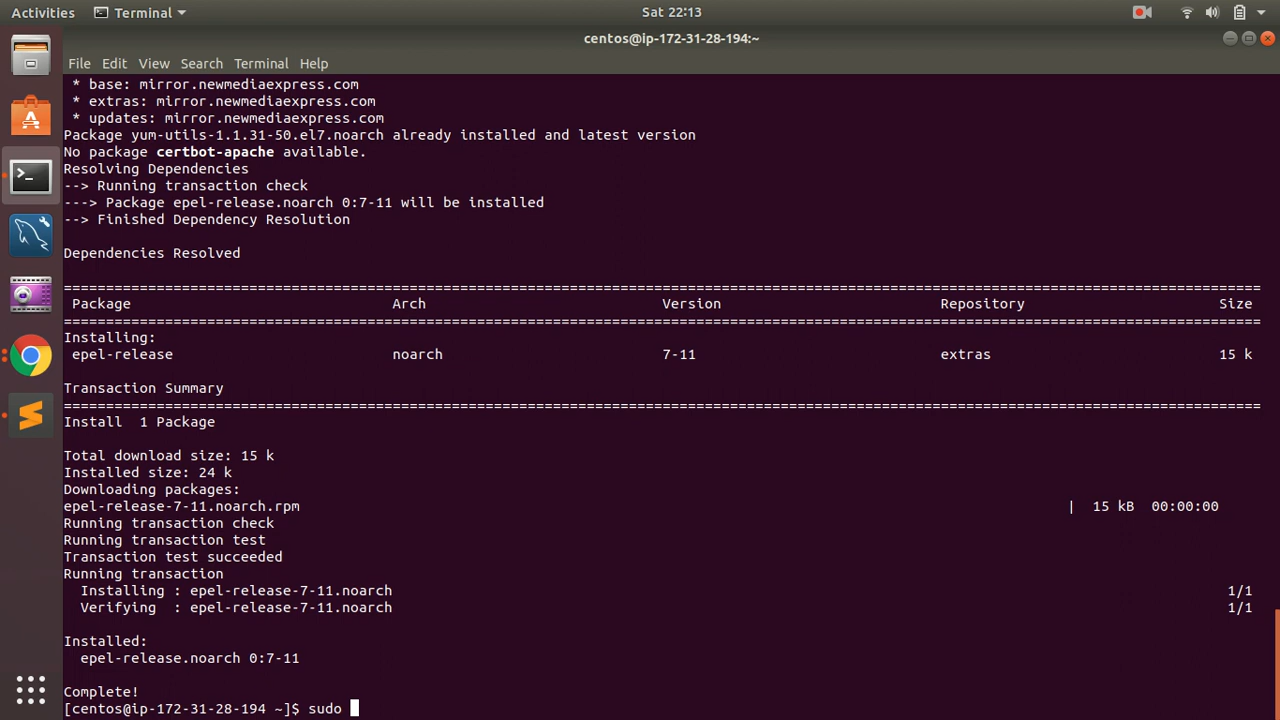 Activities Terminal Sat 22:13
centos@ip-172-31-28-194:~
File Edit View Search Terminal Help
* base: mirror.newmediaexpress.com
* extras: mirror.newmediaexpress.com
* updates: mirror.newmediaexpress.com
Package yum-utils-1.1.31-50.el7.noarch already installed and latest version
No package certbot-apache available.
Resolving Dependencies
--> Running transaction check
---> Package epel-release.noarch 0:7-11 will be installed
--> Finished Dependency Resolution
Dependencies Resolved
================================================================================
Package Arch Version Repository Size
================================================================================
Installing:
epel-release noarch 7-11 extras 15 k
Transaction Summary
================================================================================
Install 1 Package
Total download size: 15 k
Installed size: 24 k
Downloading packages:
epel-release-7-11.noarch.rpm | 15 kB 00:00:00
Running transaction check
Running transaction test
Transaction test succeeded
Running transaction
Installing : epel-release-7-11.noarch 1/1
Verifying : epel-release-7-11.noarch 1/1
Installed:
epel-release.noarch 0:7-11
Complete!
[centos@ip-172-31-28-194 ~]$ sudo